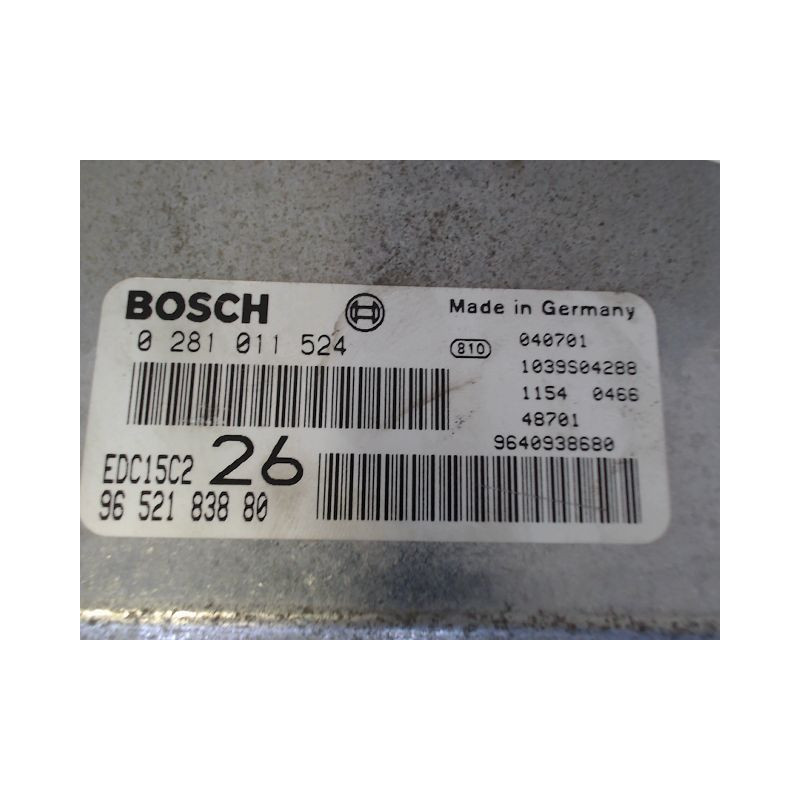 BOSCH
Made in Germany
0 281 011 524
810
040701
1039S04288
1154 0466
48701
9640938680
EDC15C2 26
96 521 838 80